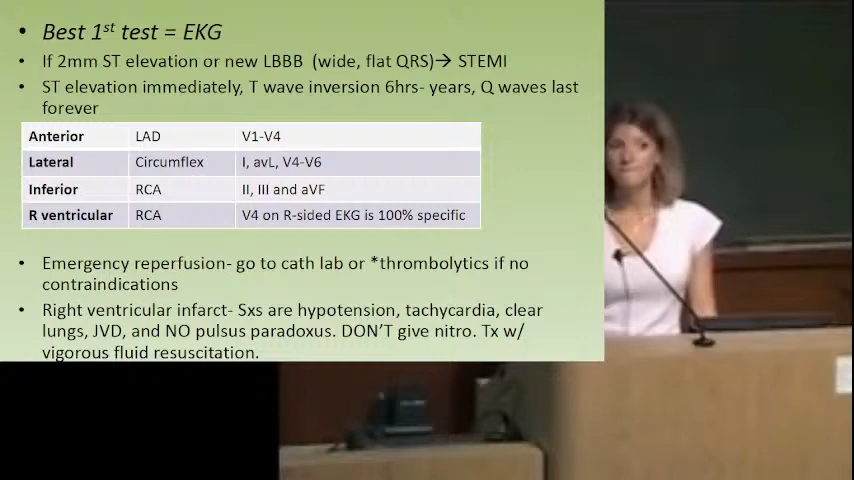 • Best 1st test = EKG
• If 2mm ST elevation or new LBBB (wide, flat QRS)→ STEMI
• ST elevation immediately, T wave inversion 6hrs- years, Q waves last
forever
Anterior LAD V1-V4
Lateral Circumflex I, avL, V4-V6
Inferior RCA II, III and aVF
R ventricular RCA V4 on R-sided EKG is 100% specific
• Emergency reperfusion- go to cath lab or *thrombolytics if no
contraindications
• Right ventricular infarct- Sxs are hypotension, tachycardia, clear
lungs, JVD, and NO pulsus paradoxus. DON'T give nitro. Tx w/
vigorous fluid resuscitation.